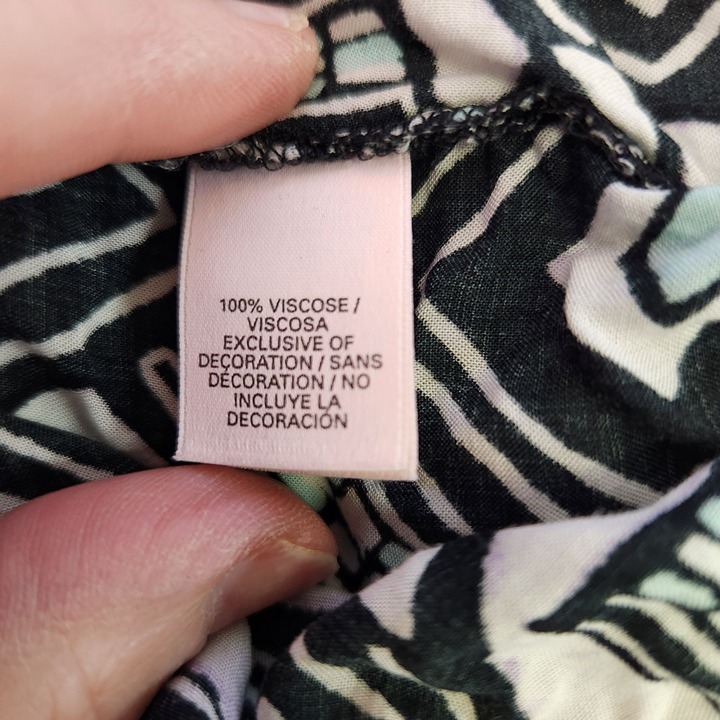 100% VISCOSE /
VISCOSA
EXCLUSIVE OF
DECORATION / SANS
DÉCORATION / NO
INCLUYE LA
DECORACIÓN